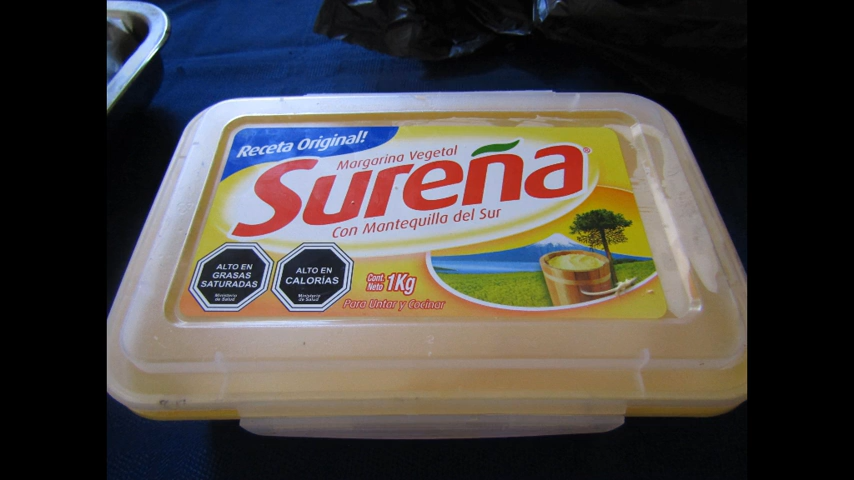 Receta Original!
Margarina Vegetal
Sureña®
Con Mantequilla del Sur
ALTO EN
GRASAS
SATURADAS
Ministerio
de Salud
ALTO EN
CALORÍAS
Ministerio
de Salud
Cont.
Neto 1Kg
Para Untar y Cocinar